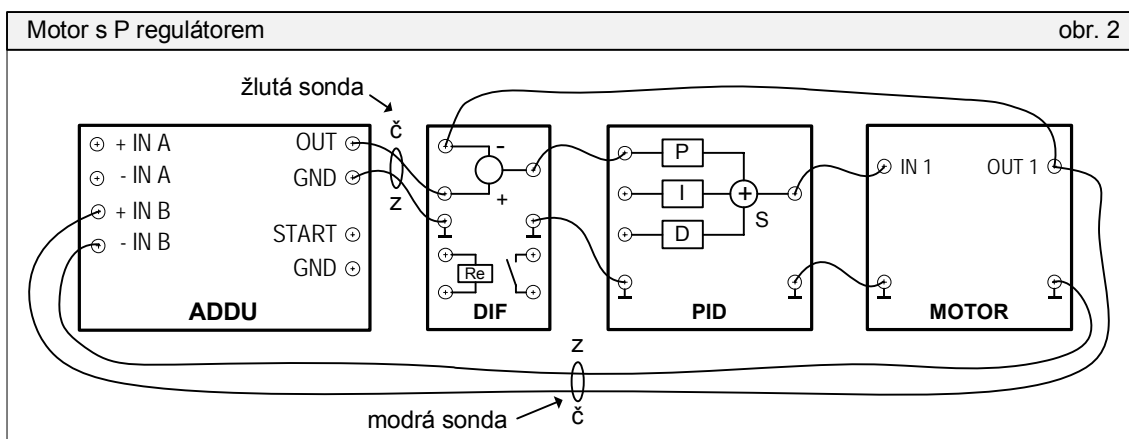 Motor s P regulátorem obr. 2
žlutá sonda
č
z
+ IN A
- IN A
+ IN B
- IN B
OUT
GND
START
GND
ADDU
-
+
Re
DIF
P
I
D
+
S
PID
IN 1 OUT 1
MOTOR
z
č
modrá sonda